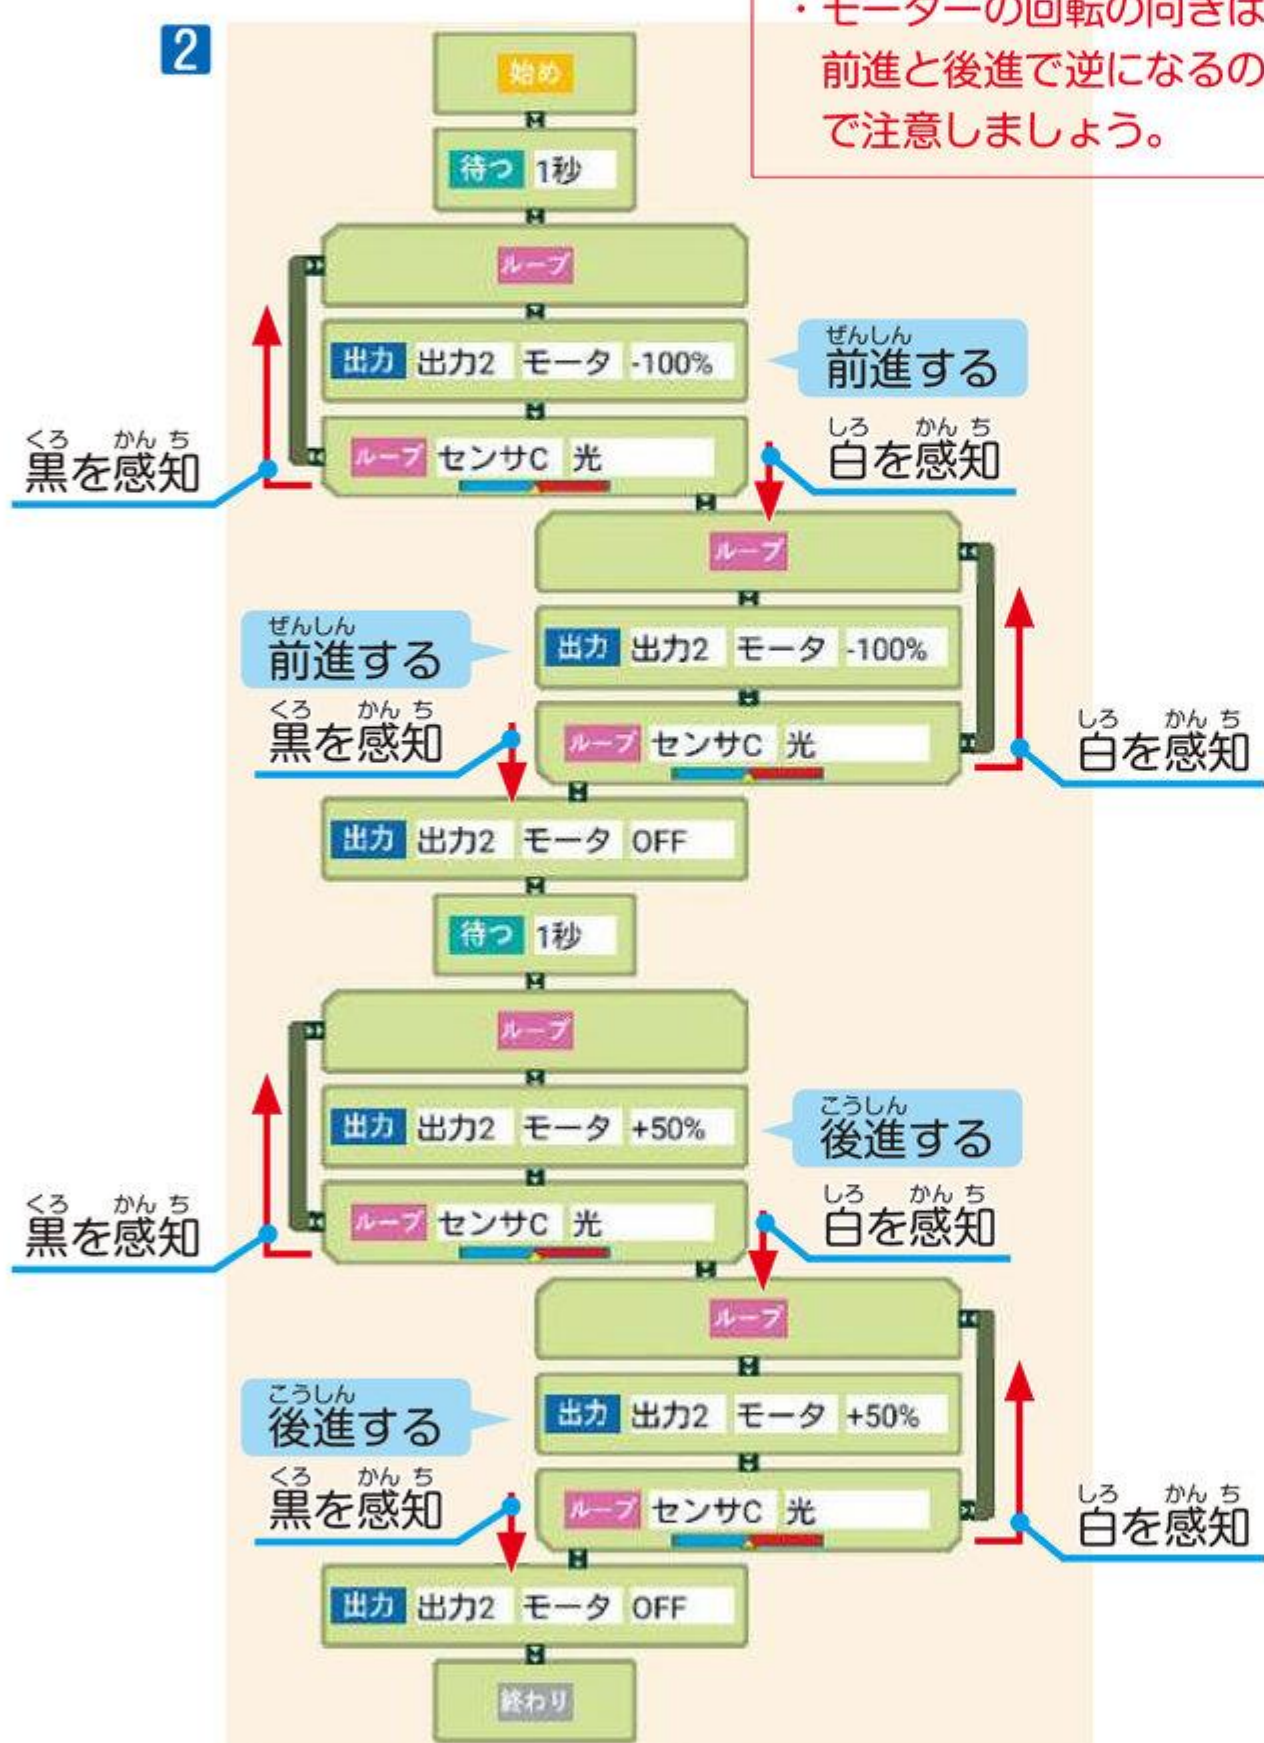 ・モーターの回転の向きは
前進と後進で逆になるの
で注意しましょう。
2
始め
待つ 1秒
ループ
出力 出力2 モータ -100%
ぜんしん
前進する
くろ かんち
黒を感知
ループ センサC 光
しろ かんち
白を感知
ループ
ぜんしん
前進する
出力 出力2 モータ -100%
くろ かんち
黒を感知
ループ センサC 光
しろ かんち
白を感知
出力 出力2 モータ OFF
待つ 1秒
ループ
出力 出力2 モータ +50%
こうしん
後進する
くろ かんち
黒を感知
ループ センサC 光
しろ かんち
白を感知
ループ
こうしん
後進する
出力 出力2 モータ +50%
くろ かんち
黒を感知
ループ センサC 光
しろ かんち
白を感知
出力 出力2 モータ OFF
終わり